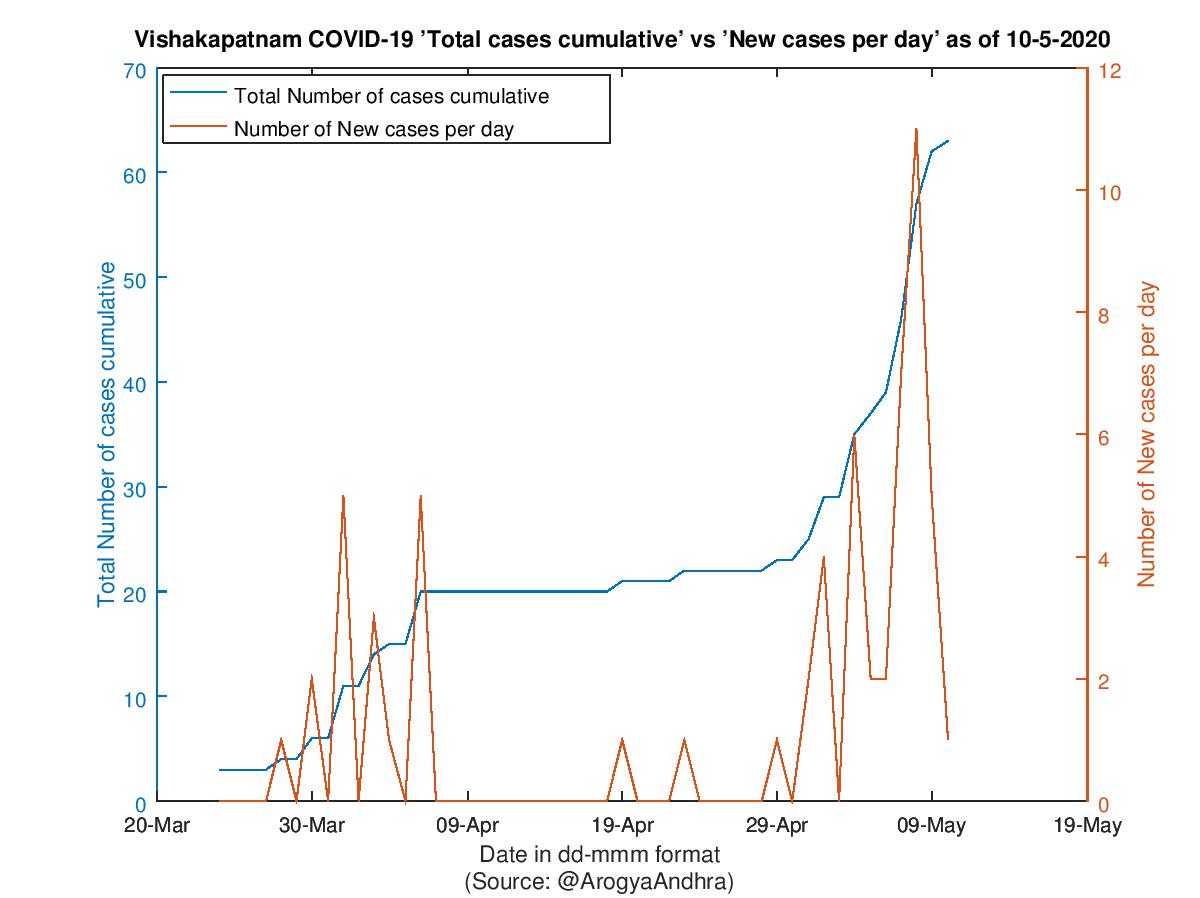 Vishakapatnam COVID-19 ’Total cases cumulative’ vs ’New cases per day’ as of 10-5-2020
Total Number of cases cumulative
Number of New cases per day
70
60
50
40
30
20
10
0
Total Number of cases cumulative
12
10
8
6
4
2
0
Number of New cases per day
20-Mar 30-Mar 09-Apr 19-Apr 29-Apr 09-May 19-May
Date in dd-mmm format
(Source: @ArogyaAndhra)